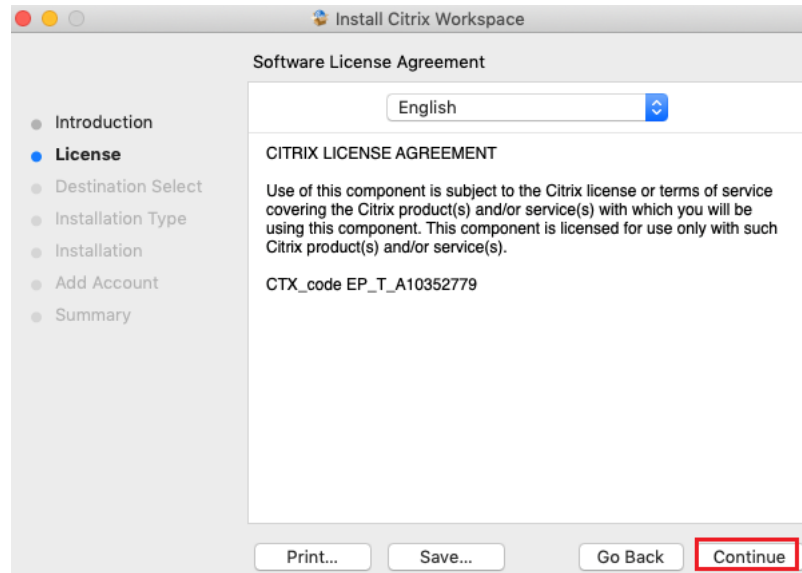 Install Citrix Workspace
Software License Agreement
Introduction
License
Destination Select
Installation Type
Installation
Add Account
Summary
English
CITRIX LICENSE AGREEMENT
Use of this component is subject to the Citrix license or terms of service
covering the Citrix product(s) and/or service(s) with which you will be
using this component. This component is licensed for use only with such
Citrix product(s) and/or service(s).
CTX_code EP_T_A10352779
Print...
Save...
Go Back
Continue